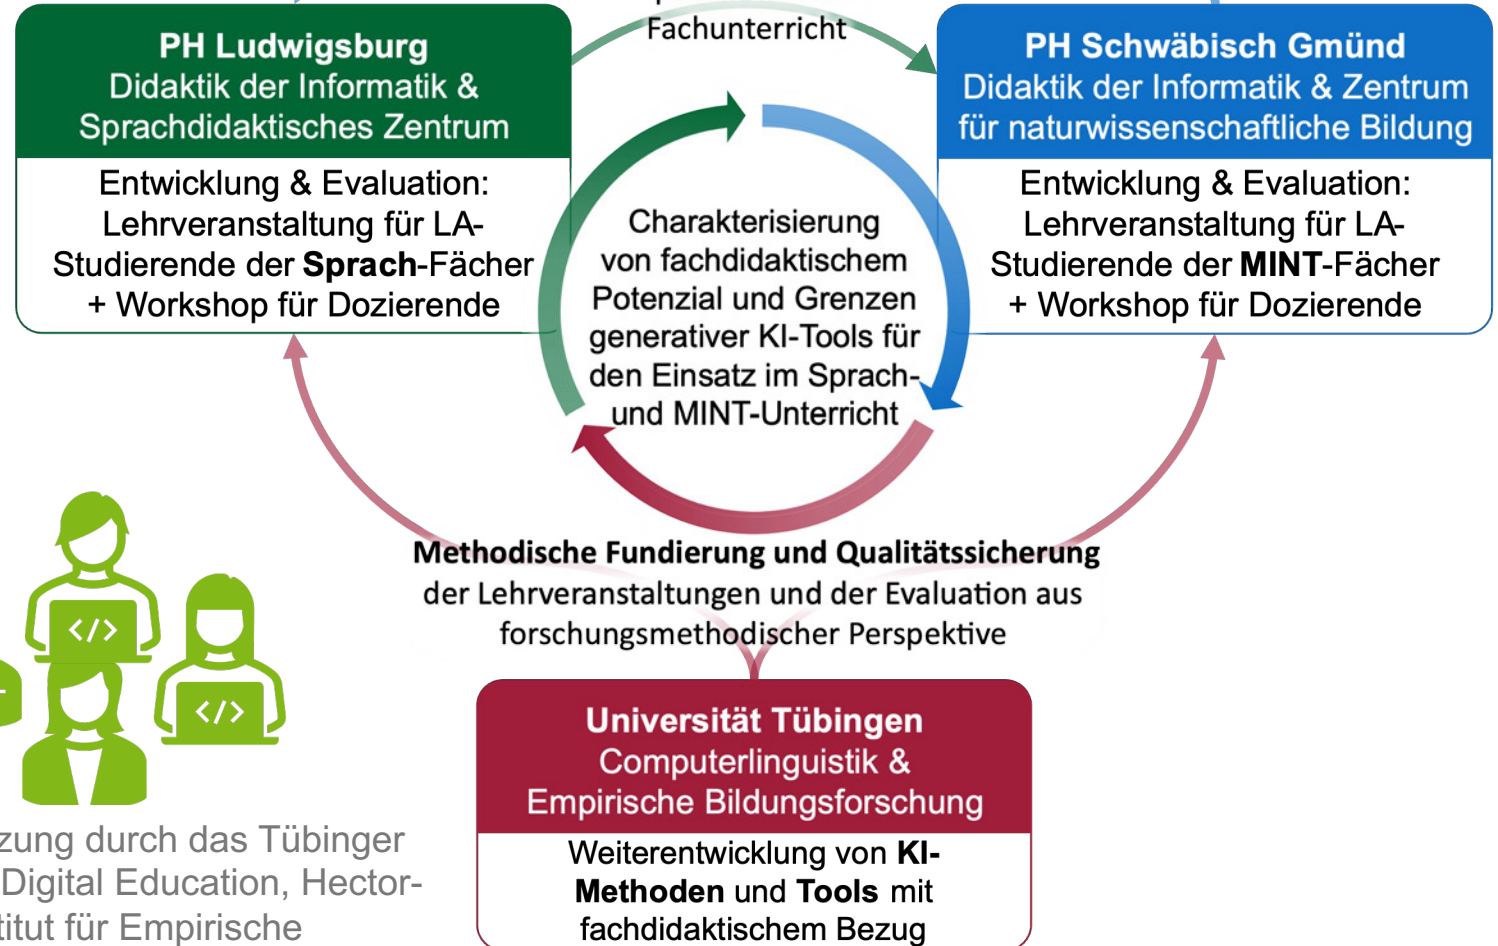 Fachunterricht
PH Ludwigsburg
Didaktik der Informatik &
Sprachdidaktisches Zentrum
Entwicklung & Evaluation:
Lehrveranstaltung für LA-
Studierende der Sprach-Fächer
+ Workshop für Dozierende
Charakterisierung
von fachdidaktischem
Potenzial und Grenzen
generativer KI-Tools für
den Einsatz im Sprach-
und MINT-Unterricht
PH Schwäbisch Gmünd
Didaktik der Informatik & Zentrum
für naturwissenschaftliche Bildung
Entwicklung & Evaluation:
Lehrveranstaltung für LA-
Studierende der MINT-Fächer
+ Workshop für Dozierende
Methodische Fundierung und Qualitätssicherung
der Lehrveranstaltungen und der Evaluation aus
forschungsmethodischer Perspektive
</>
</>
Universität Tübingen
Computerlinguistik &
Empirische Bildungsforschung
Weiterentwicklung von KI-
Methoden und Tools mit
fachdidaktischem Bezug
zung durch das Tübinger
Digital Education, Hector-
titut für Empirische